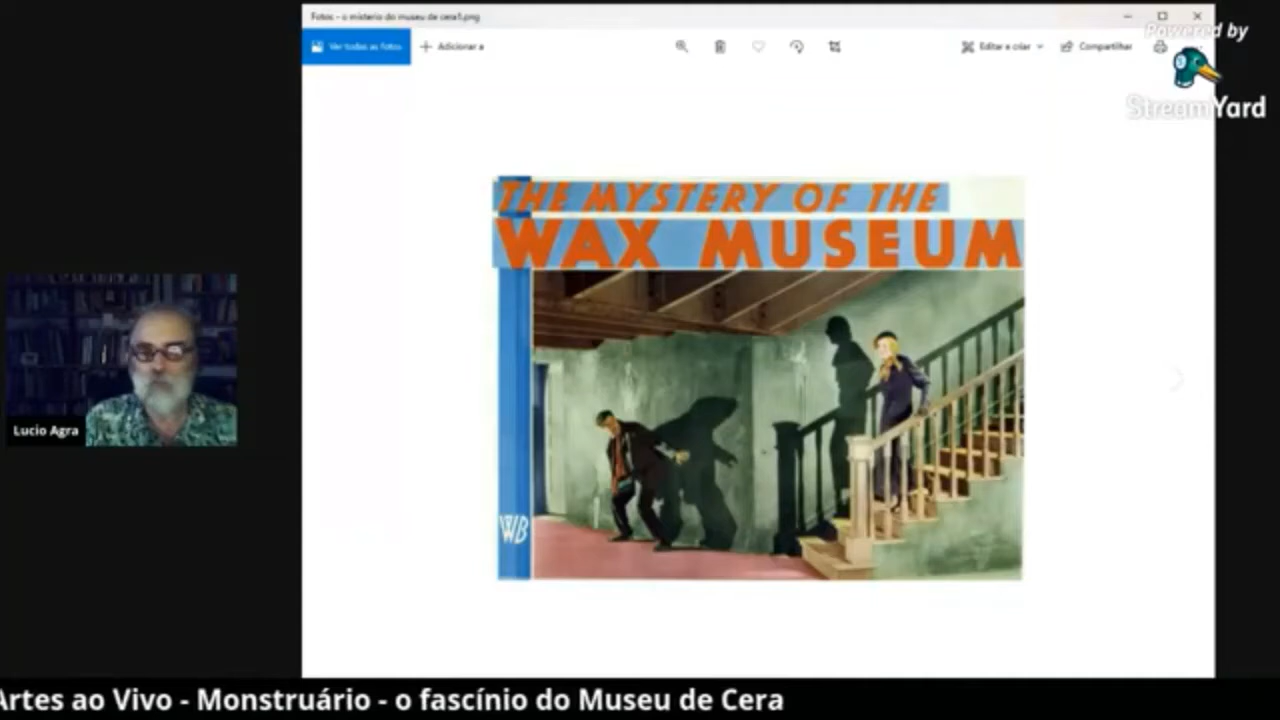 Fotos - o misterio do museu de cera1.png
Ver todas as fotos
Adicionar a
Editar e criar
Compartilhar
Powered by
StreamYard
THE MYSTERY OF THE
WAX MUSEUM
WB
Lucio Agra
Artes ao Vivo - Monstruário - o fascínio do Museu de Cera